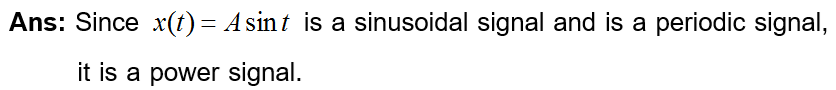 Ans: Since x(t) = A sin t is a sinusoidal signal and is a periodic signal,
it is a power signal.